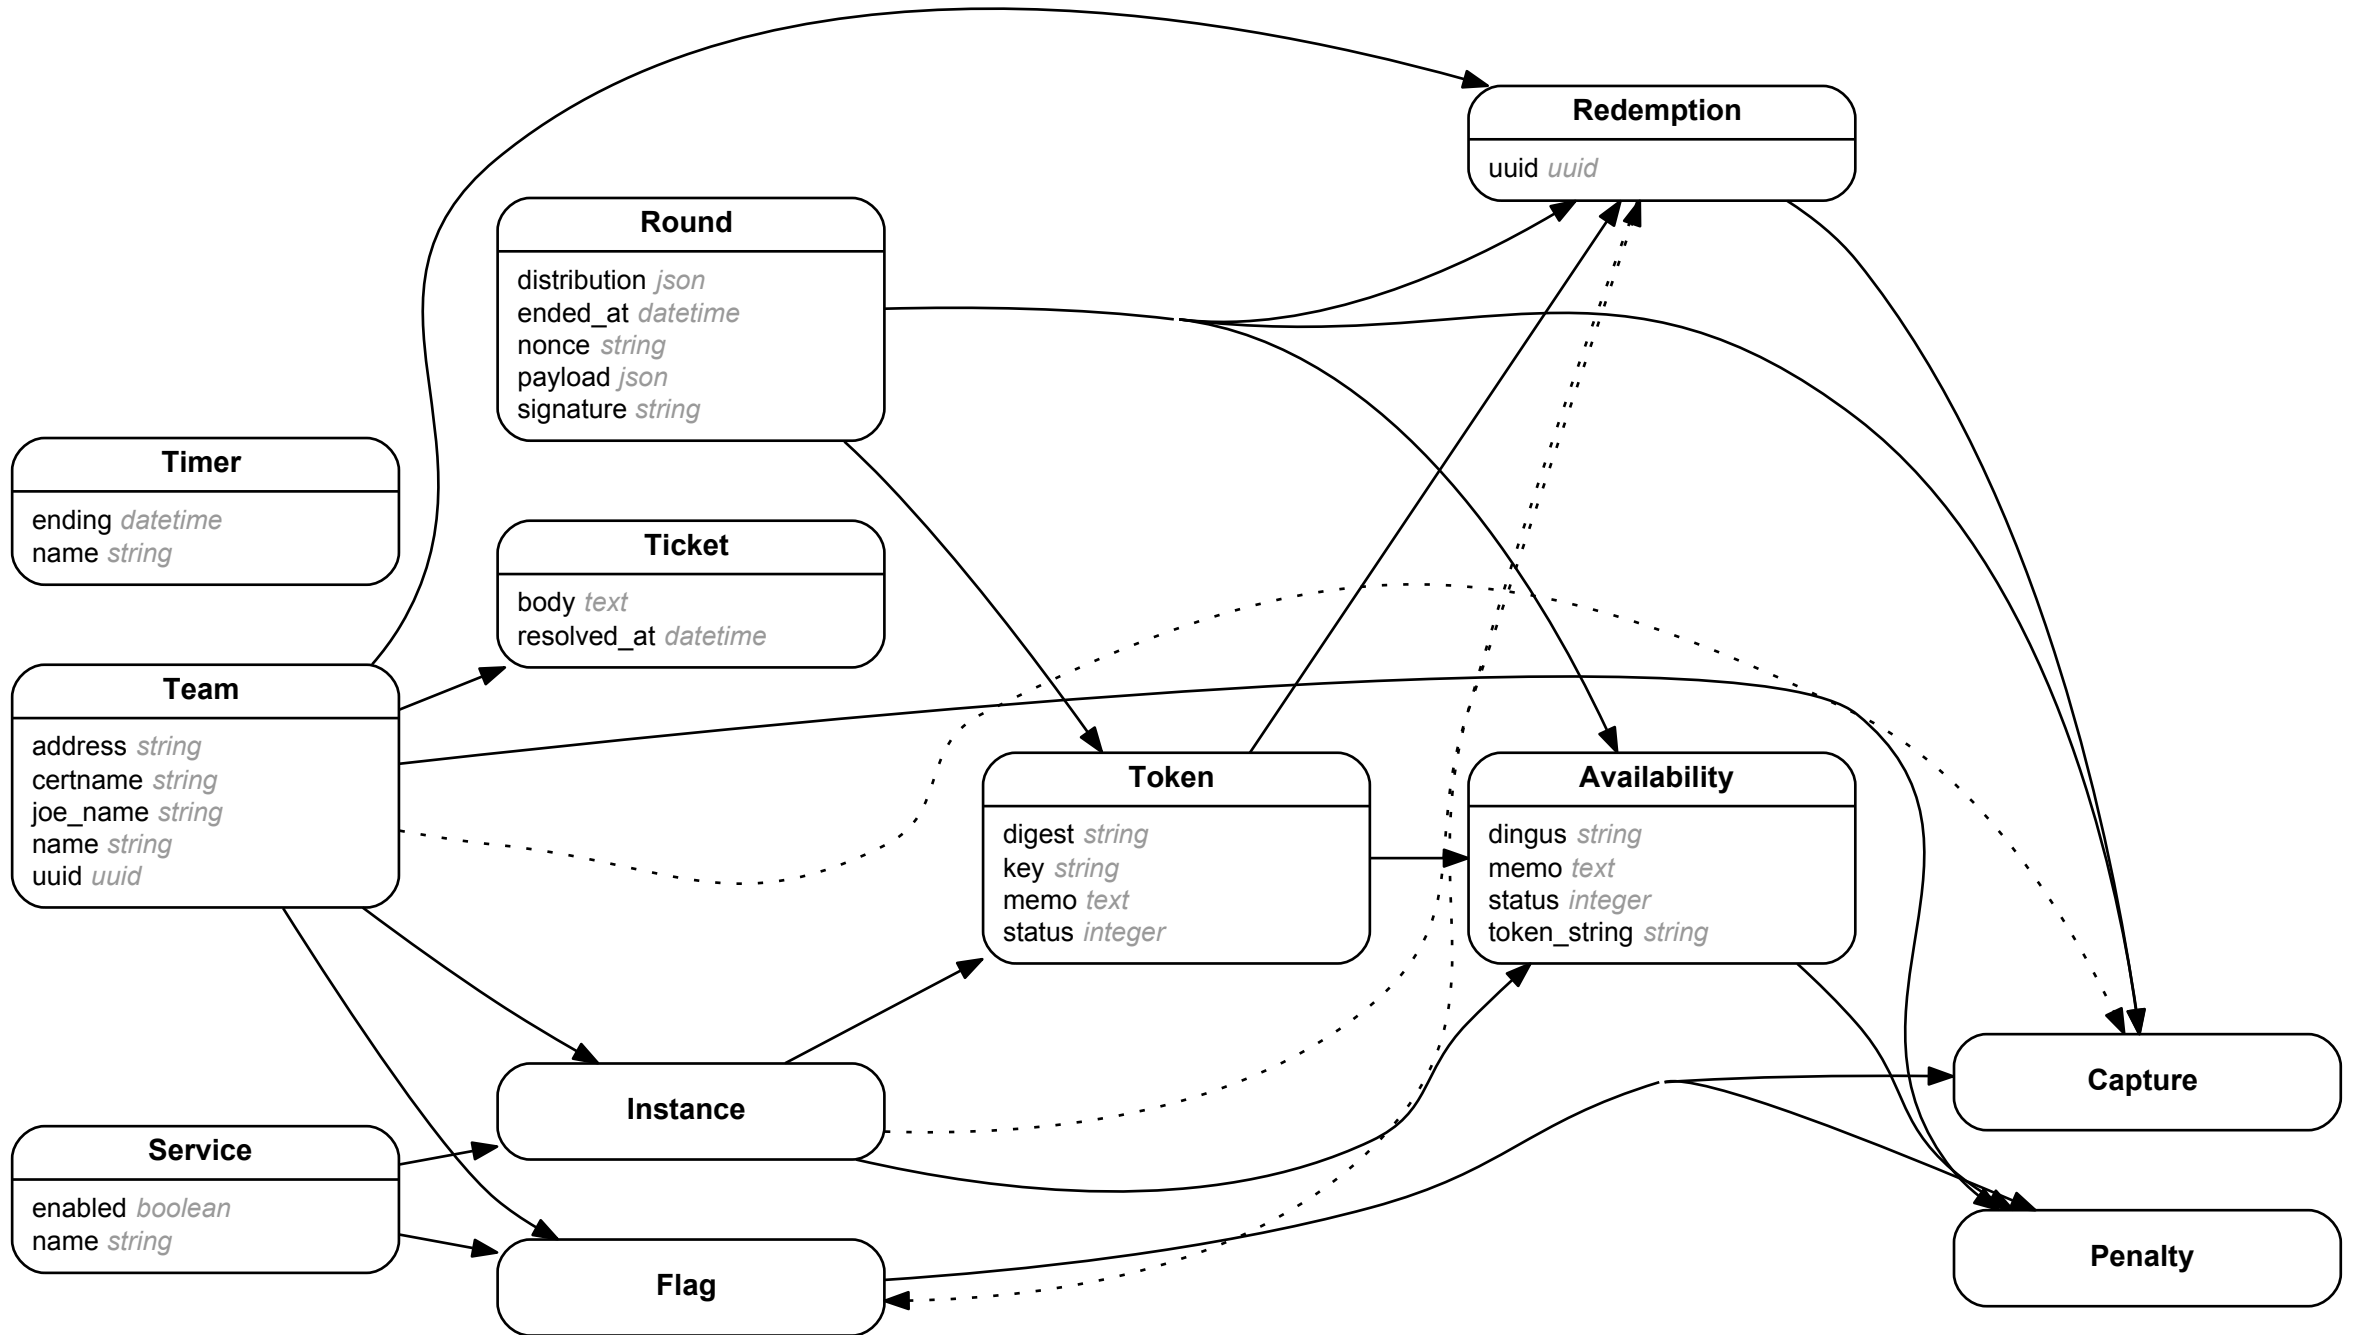 Redemption
uuid uuid
Round
distribution json
ended_at datetime
nonce string
payload json
signature string
Timer
ending datetime
name string
Ticket
body text
resolved_at datetime
Team
address string
certname string
joe_name string
name string
uuid uuid
Token
digest string
key string
memo text
status integer
Availability
dingus string
memo text
status integer
token_string string
Instance
Capture
Service
enabled boolean
name string
Flag
Penalty